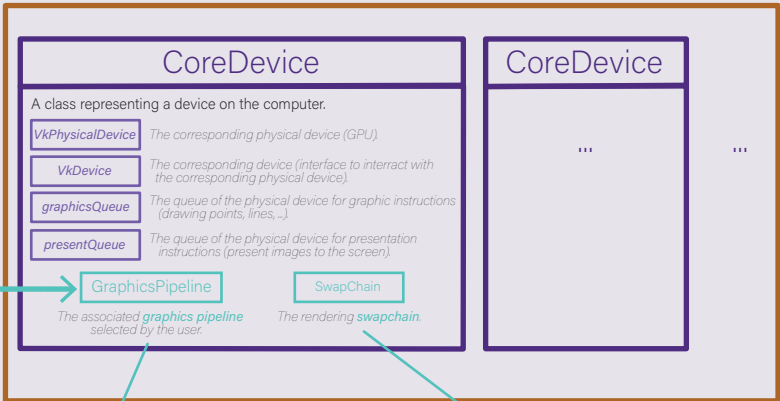 CoreDevice
A class representing a device on the computer.
VkPhysicalDevice
The corresponding physical device (GPU).
VkDevice
The corresponding device (interface to interract with
the corresponding physical device).
graphicsQueue
The queue of the physical device for graphic instructions
(drawing points, lines, ...).
presentQueue
The queue of the physical device for presentation
instructions (present images to the screen).
GraphicsPipeline
The associated graphics pipeline
selected by the user.
SwapChain
The rendering swapchain.
CoreDevice
...
...